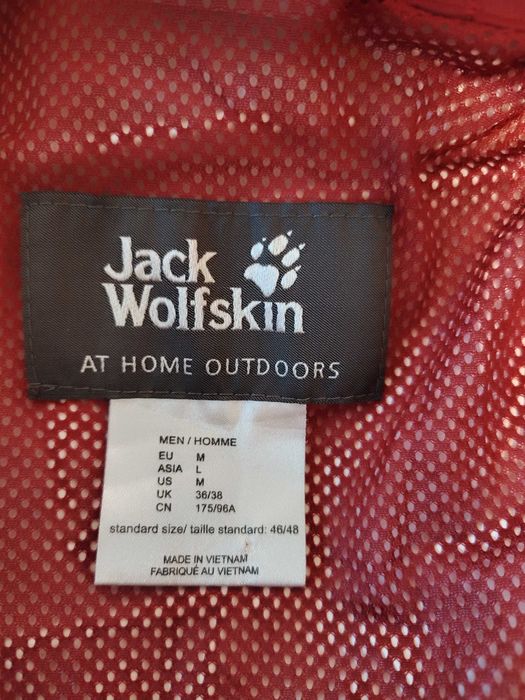 Jack
Wolfskin
AT HOME OUTDOORS
MEN / HOMME
EU M
ASIA L
US M
UK 36/38
CN 175/96A
standard size/ taille standard: 46/48
MADE IN VIETNAM
FABRIQUÉ AU VIETNAM